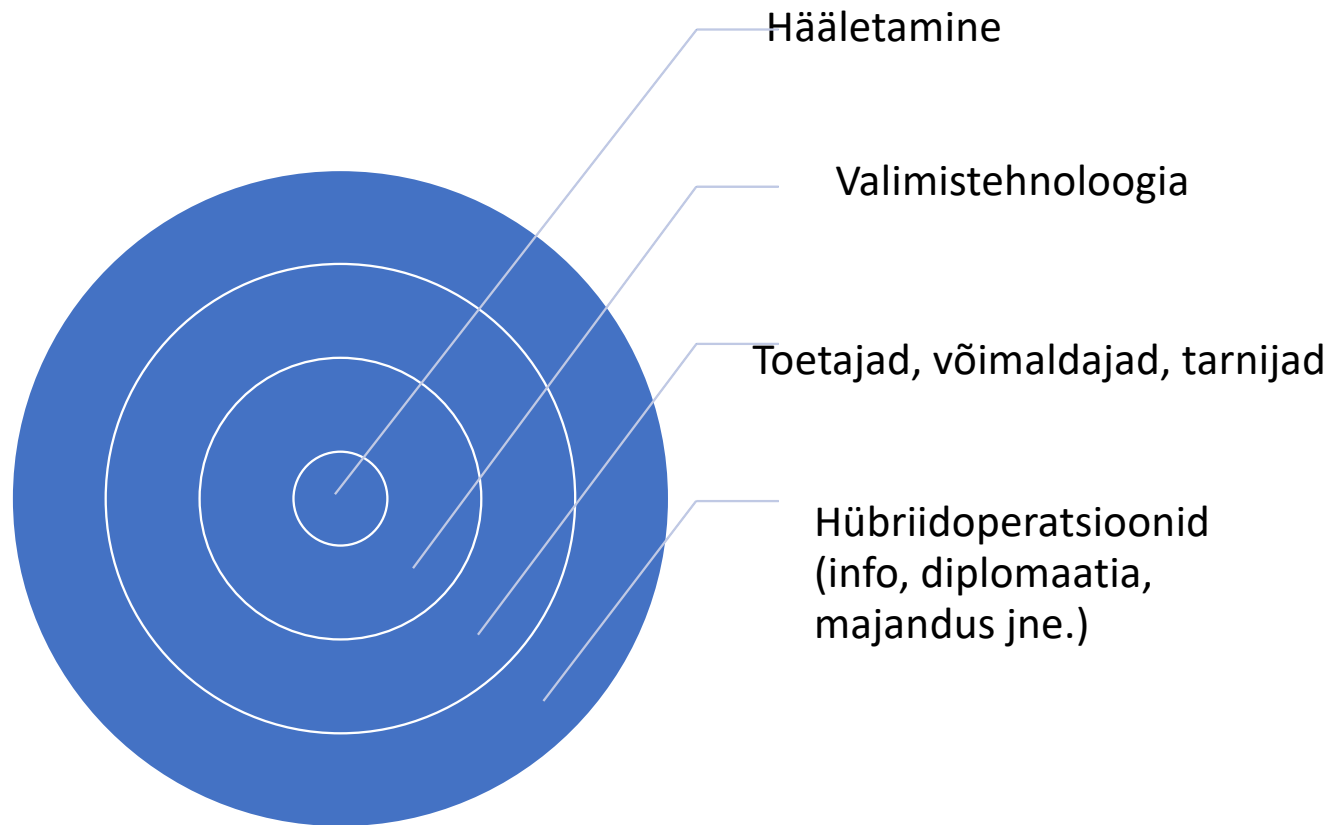 Hääletamine
Valimistehnoloogia
Toetajad, võimaldajad, tarnijad
Hübriidoperatsioonid
(info, diplomaatia,
majandus jne.)